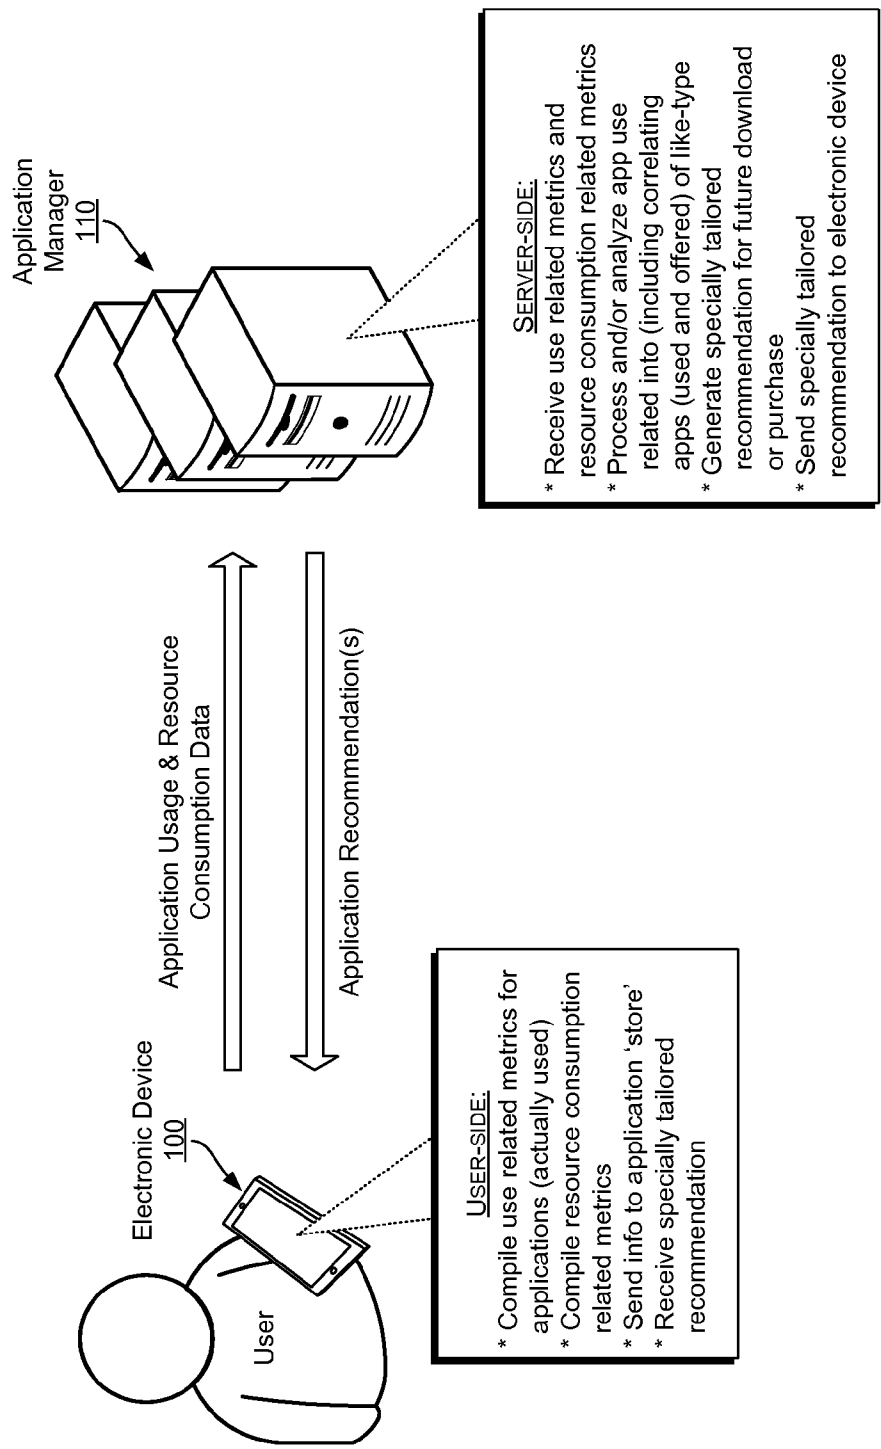 User
Electronic Device
100
Application Usage & Resource
Consumption Data
Application Recommendation(s)
Application
Manager
110
USER-SIDE:
* Compile use related metrics for
applications (actually used)
* Compile resource consumption
related metrics
* Send info to application ‘store’
* Receive specially tailored
recommendation
SERVER-SIDE:
* Receive use related metrics and
resource consumption related metrics
* Process and/or analyze app use
related into (including correlating
apps (used and offered) of like-type
* Generate specially tailored
recommendation for future download
or purchase
* Send specially tailored
recommendation to electronic device